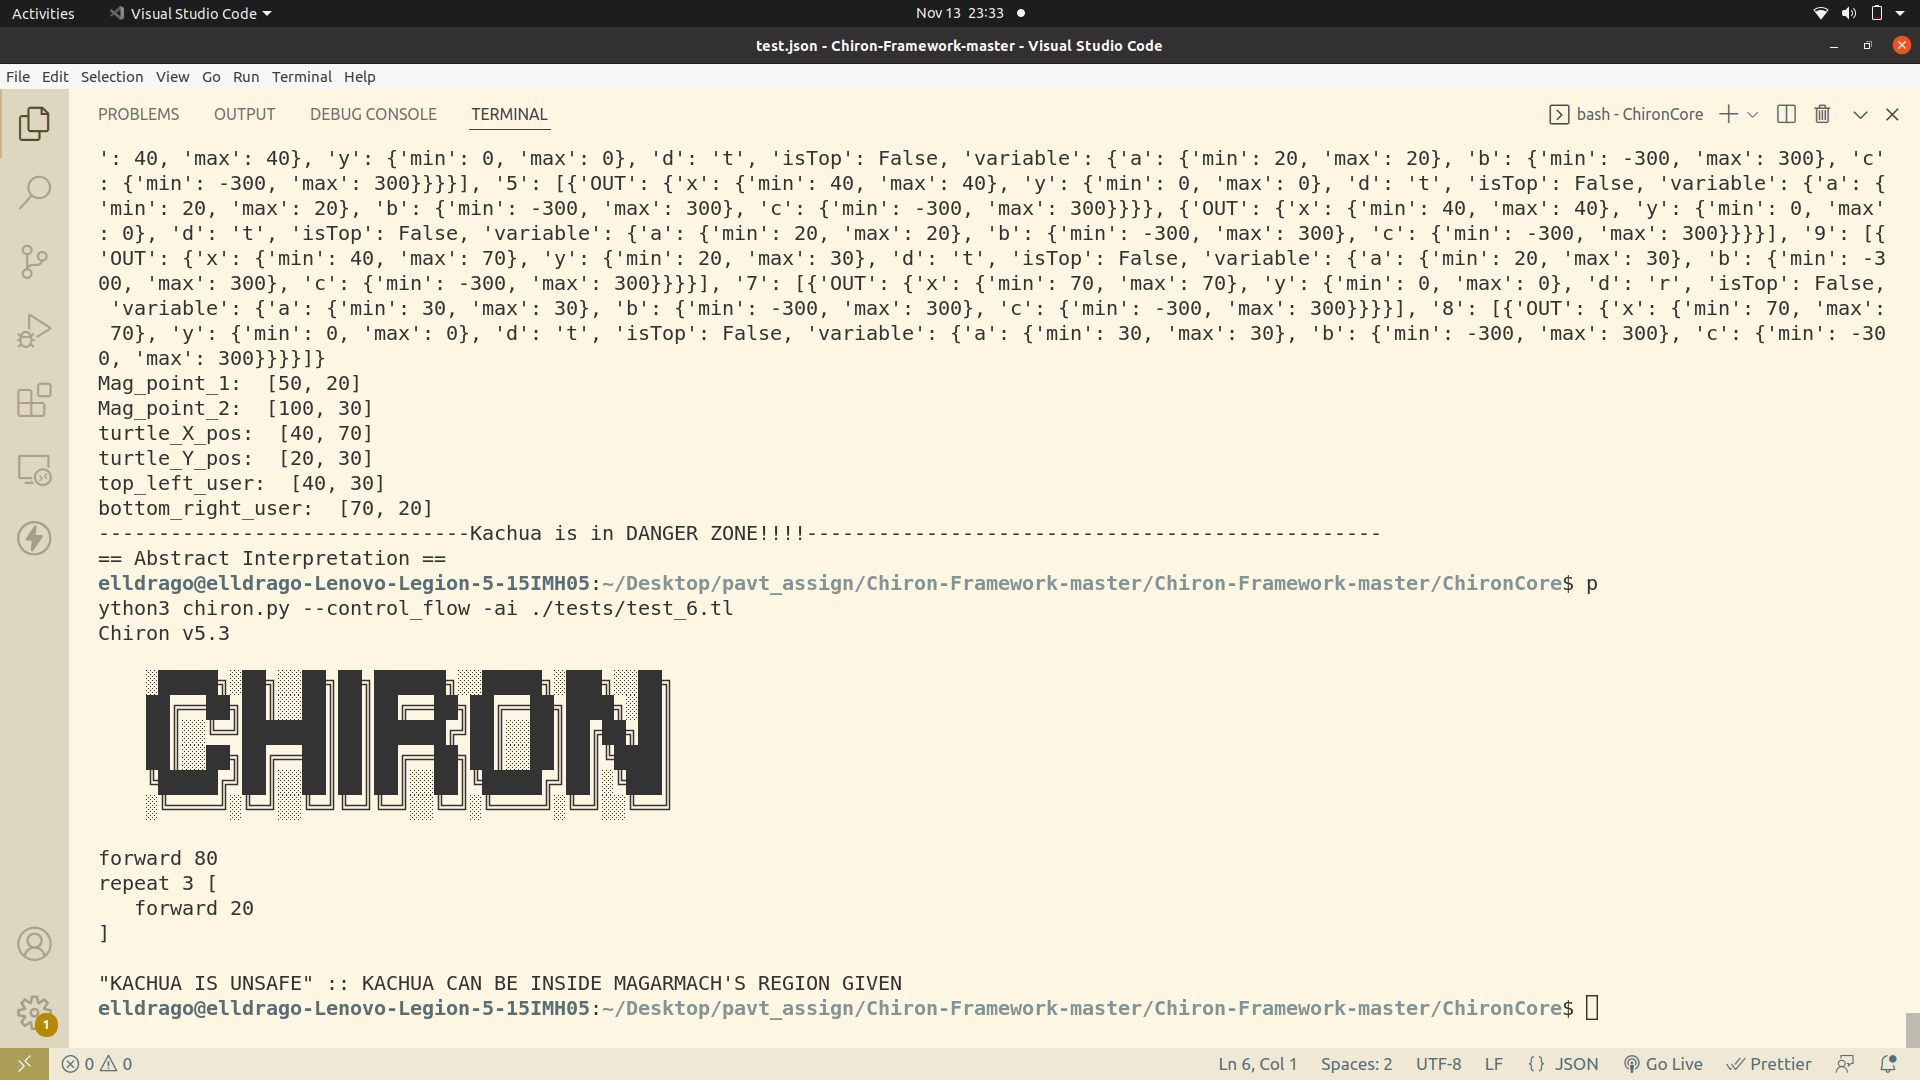 Activities
Visual Studio Code
Nov 13 23:33
test.json - Chiron-Framework-master - Visual Studio Code
File Edit Selection View Go Run Terminal Help
PROBLEMS OUTPUT DEBUG CONSOLE TERMINAL
bash - ChironCore
': 40, 'max': 40}, 'y': {'min': 0, 'max': 0}, 'd': 't', 'isTop': False, 'variable': {'a': {'min': 20, 'max': 20}, 'b': {'min': -300, 'max': 300}, 'c'
: {'min': -300, 'max': 300}}}}], '5': [{'OUT': {'x': {'min': 40, 'max': 40}, 'y': {'min': 0, 'max': 0}, 'd': 't', 'isTop': False, 'variable': {'a': {
'min': 20, 'max': 20}, 'b': {'min': -300, 'max': 300}, 'c': {'min': -300, 'max': 300}}}}, {'OUT': {'x': {'min': 40, 'max': 40}, 'y': {'min': 0, 'max'
: 0}, 'd': 't', 'isTop': False, 'variable': {'a': {'min': 20, 'max': 20}, 'b': {'min': -300, 'max': 300}, 'c': {'min': -300, 'max': 300}}}}], '9': [{
'OUT': {'x': {'min': 40, 'max': 70}, 'y': {'min': 20, 'max': 30}, 'd': 't', 'isTop': False, 'variable': {'a': {'min': 20, 'max': 30}, 'b': {'min': -3
00, 'max': 300}, 'c': {'min': -300, 'max': 300}}}}], '7': [{'OUT': {'x': {'min': 70, 'max': 70}, 'y': {'min': 0, 'max': 0}, 'd': 'r', 'isTop': False,
'variable': {'a': {'min': 30, 'max': 30}, 'b': {'min': -300, 'max': 300}, 'c': {'min': -300, 'max': 300}}}}], '8': [{'OUT': {'x': {'min': 70, 'max':
70}, 'y': {'min': 0, 'max': 0}, 'd': 't', 'isTop': False, 'variable': {'a': {'min': 30, 'max': 30}, 'b': {'min': -300, 'max': 300}, 'c': {'min': -30
0, 'max': 300}}}}]}
Mag_point_1:  [50, 20]
Mag_point_2:  [100, 30]
turtle_X_pos:  [40, 70]
turtle_Y_pos:  [20, 30]
top_left_user:  [40, 30]
bottom_right_user:  [70, 20]
-------------------------------Kachua is in DANGER ZONE!!!!------------------------------------------------
== Abstract Interpretation ==
elldrago@elldrago-Lenovo-Legion-5-15IMH05:~/Desktop/pavt_assign/Chiron-Framework-master/Chiron-Framework-master/ChironCore$ p
ython3 chiron.py --control_flow -ai ./tests/test_6.tl
Chiron v5.3
CHIRON
forward 80
repeat 3 [
forward 20
]
"KACHUA IS UNSAFE" :: KACHUA CAN BE INSIDE MAGARMACH'S REGION GIVEN
elldrago@elldrago-Lenovo-Legion-5-15IMH05:~/Desktop/pavt_assign/Chiron-Framework-master/Chiron-Framework-master/ChironCore$
1
0 0
Ln 6, Col 1 Spaces: 2 UTF-8 LF {} JSON Go Live Prettier